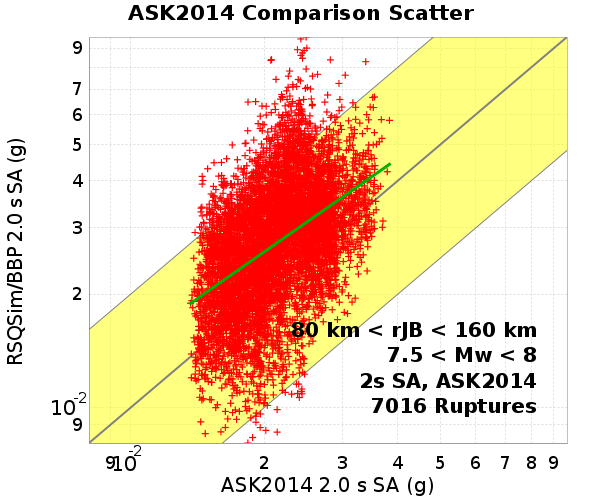 ASK2014 Comparison Scatter
RSQSim/BBP 2.0 s SA (g)
9
7
6
5
4
3
2
10-2
9
80 km < rJB < 160 km
7.5 < Mw < 8
2s SA, ASK2014
7016 Ruptures
9 10-2 2 3 4 5 6 7 8 9
ASK2014 2.0 s SA (g)